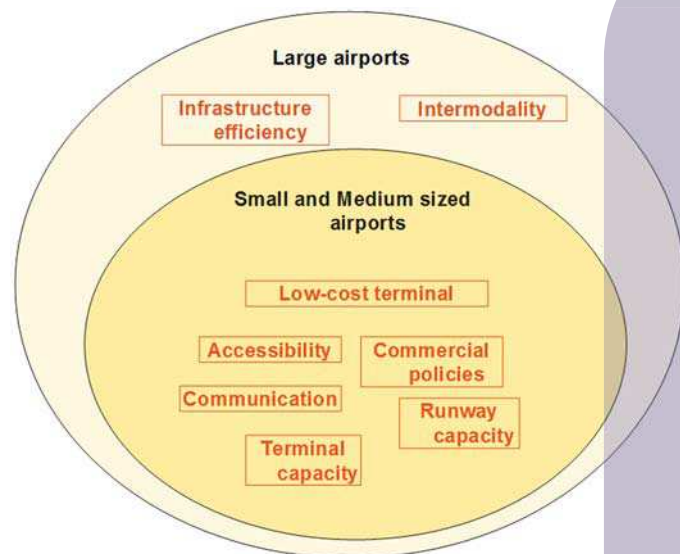 Large airports
Infrastructure
efficiency
Intermodality
Small and Medium sized
airports
Low-cost terminal
Accessibility
Commercial
policies
Communication
Runway
capacity
Terminal
capacity